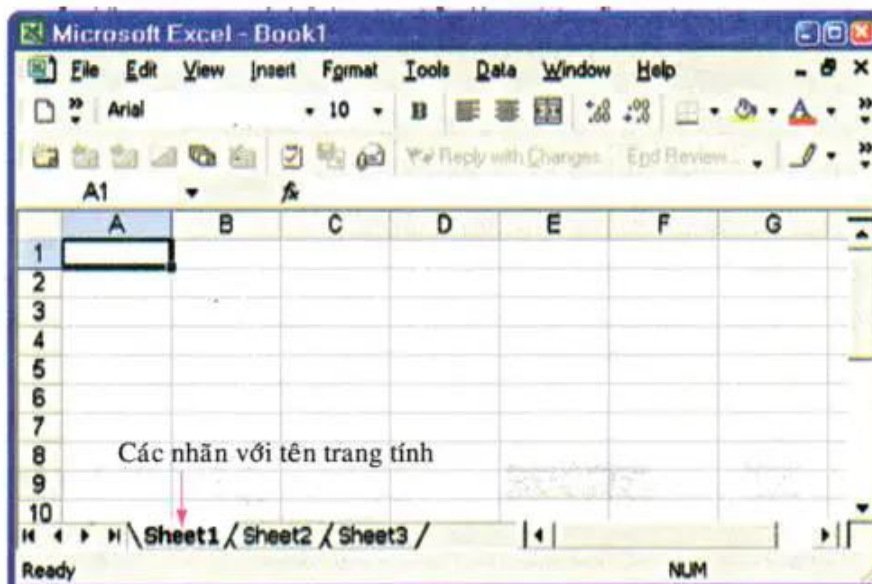 Microsoft Excel - Book1
File Edit View Insert Format Tools Data Window Help
Arial 10 B A
Reply with Changes... End Review...
A1 fx
A B C D E F G
1
2
3
4
5
6
7
8 Các nhãn với tên trang tính
9
10
Sheet1 Sheet2 Sheet3
Ready NUM